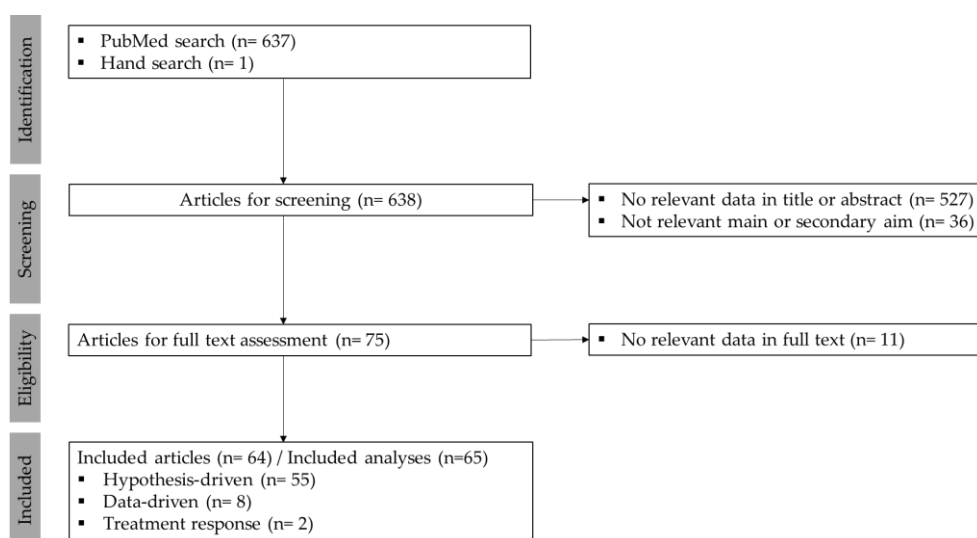 Identification
▪ PubMed search (n= 637)
▪ Hand search (n= 1)
Screening
Articles for screening (n= 638)
▪ No relevant data in title or abstract (n= 527)
▪ Not relevant main or secondary aim (n= 36)
Eligibility
Articles for full text assessment (n= 75)
▪ No relevant data in full text (n= 11)
Included
Included articles (n= 64) / Included analyses (n=65)
▪ Hypothesis-driven (n= 55)
▪ Data-driven (n= 8)
▪ Treatment response (n= 2)